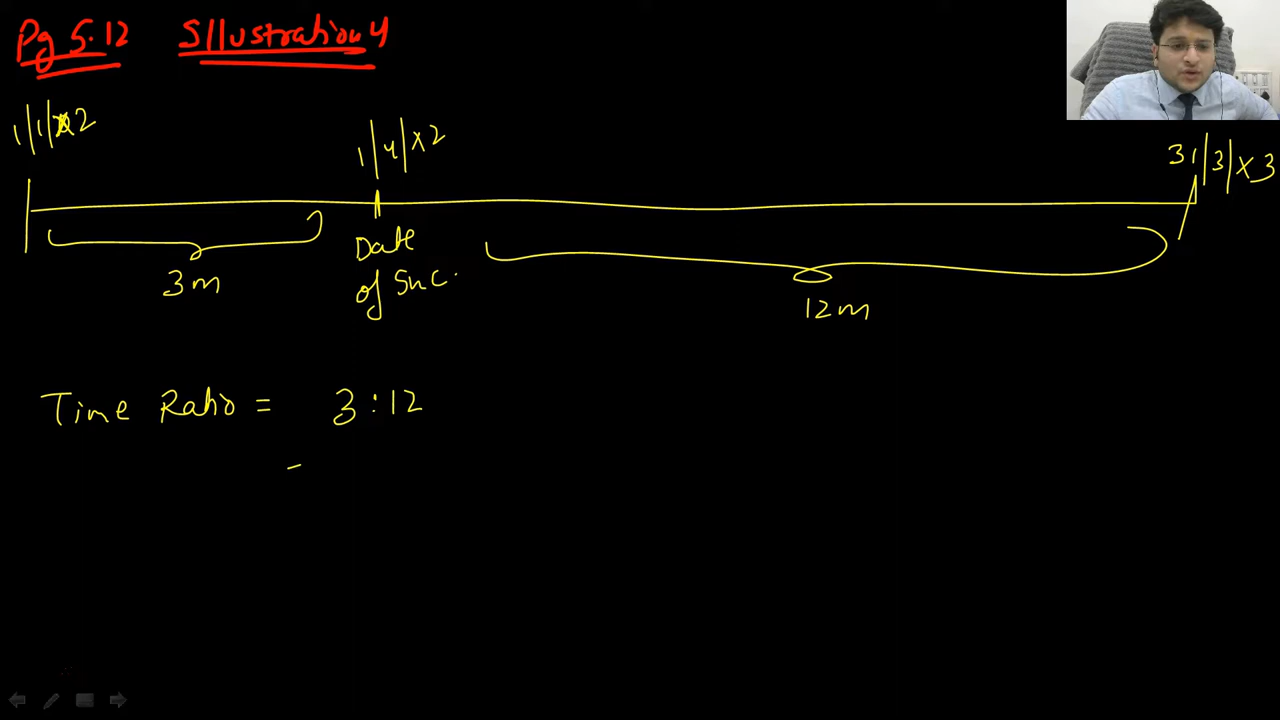 Pg 5.12 Illustration 4
1/1/X2
1/4/X2
31/3/X3
Date
of Inc.
3m
12m
Time Ratio = 3:12